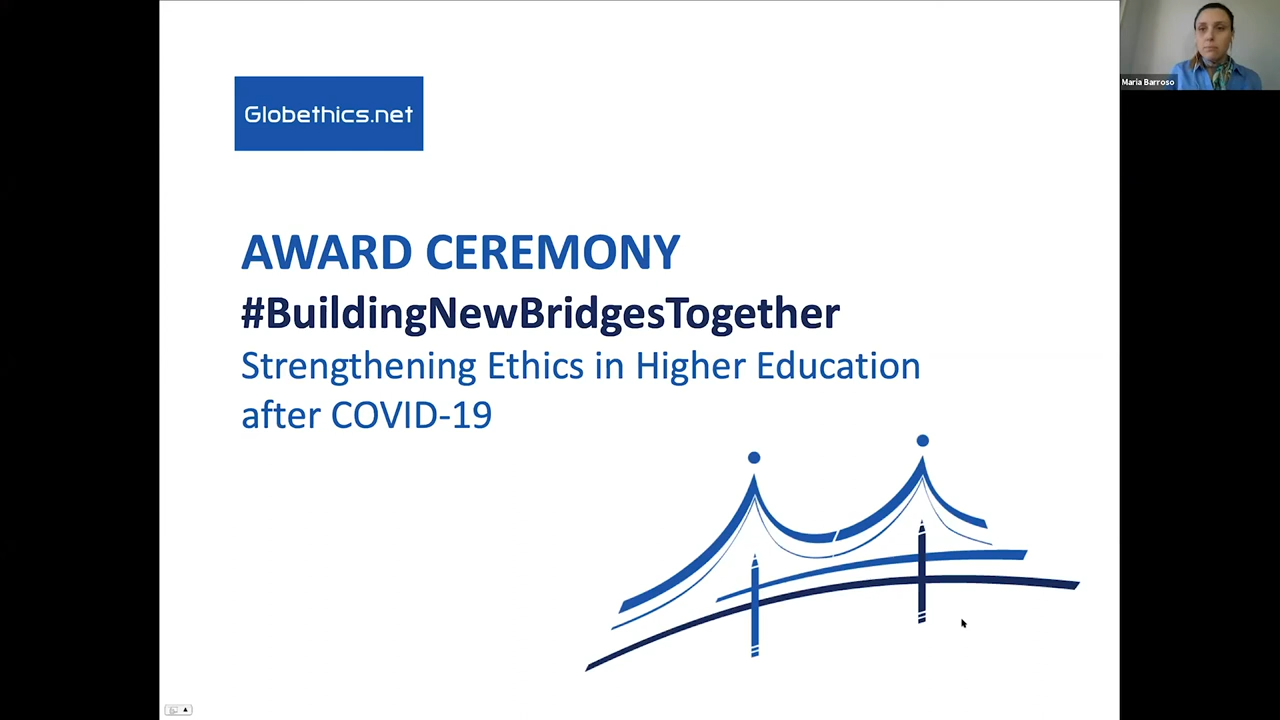 Globethics.net
Maria Barroso
AWARD CEREMONY
#BuildingNewBridgesTogether
Strengthening Ethics in Higher Education
after COVID-19